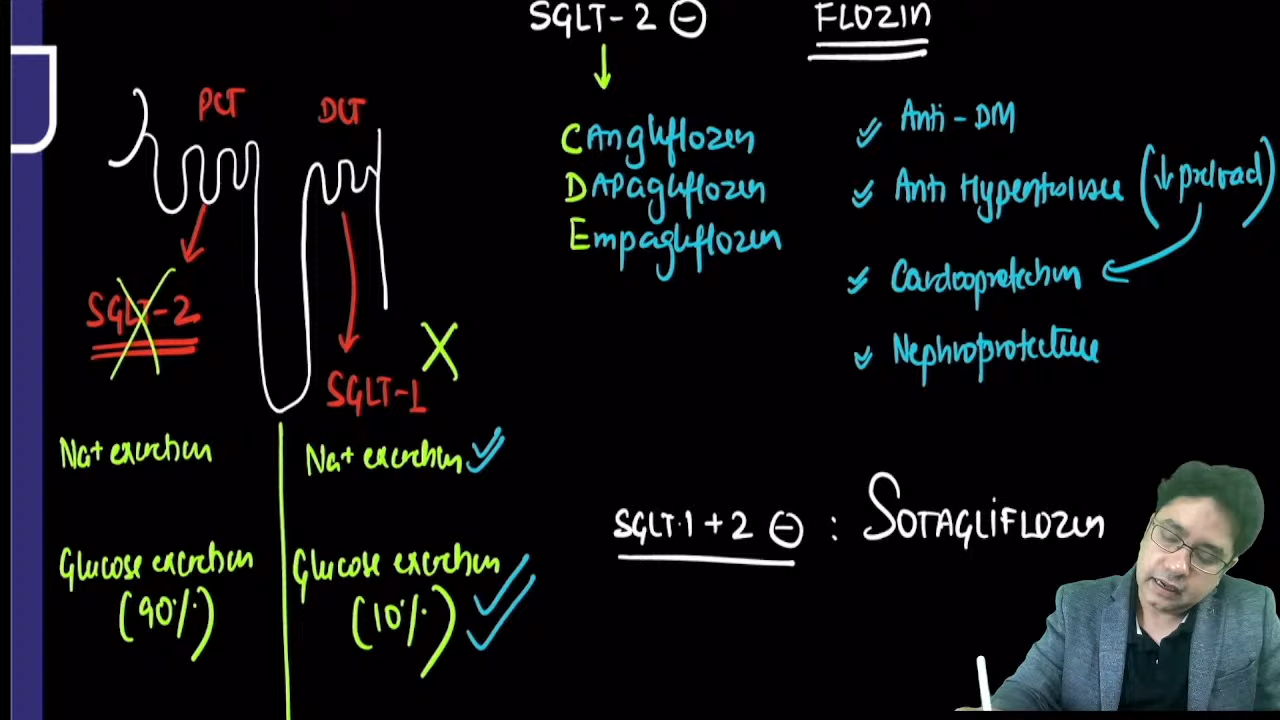 SGLT-2 ⊖
FLOZIN
PCT
DCT
SGLT-2
SGLT-1
Na+ excretion
Na+ excretion
Glucose excretion
(90%)
Glucose excretion
(10%)
CAnagliflozin
DAPagliflozin
Empagliflozin
Anti-DM
Anti Hypertensive (↓ preload)
Cardioprotection
Nephroprotective
SGLT·1+2 ⊖ : SOTAGLIFLOZIN